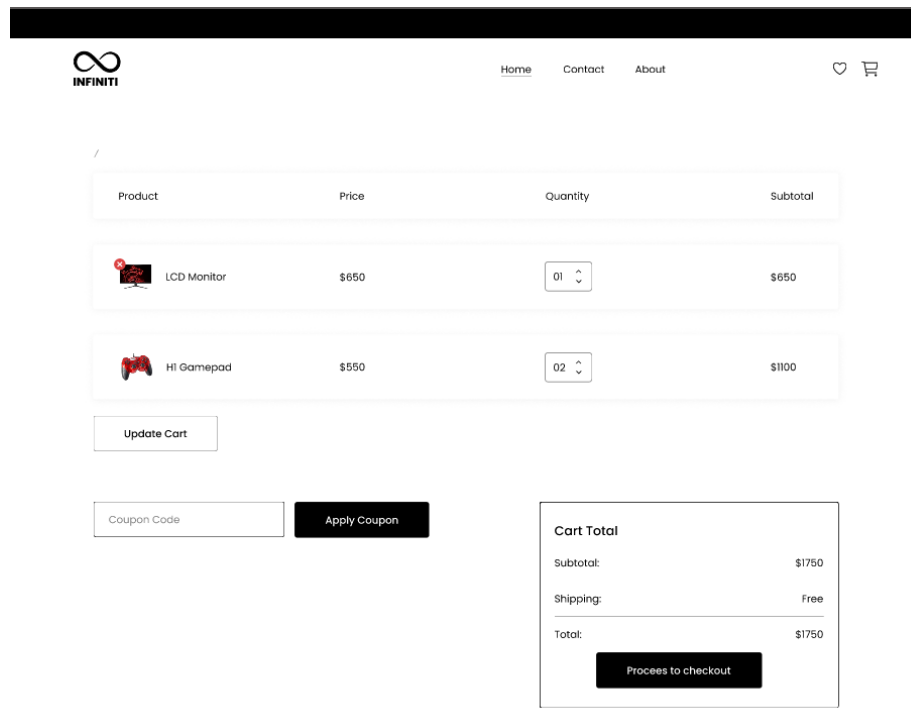 INFINITI
Home Contact About
/
Product Price Quantity Subtotal
LCD Monitor $650 01 $650
H1 Gamepad $550 02 $1100
Update Cart
Coupon Code Apply Coupon
Cart Total
Subtotal: $1750
Shipping: Free
Total: $1750
Procees to checkout